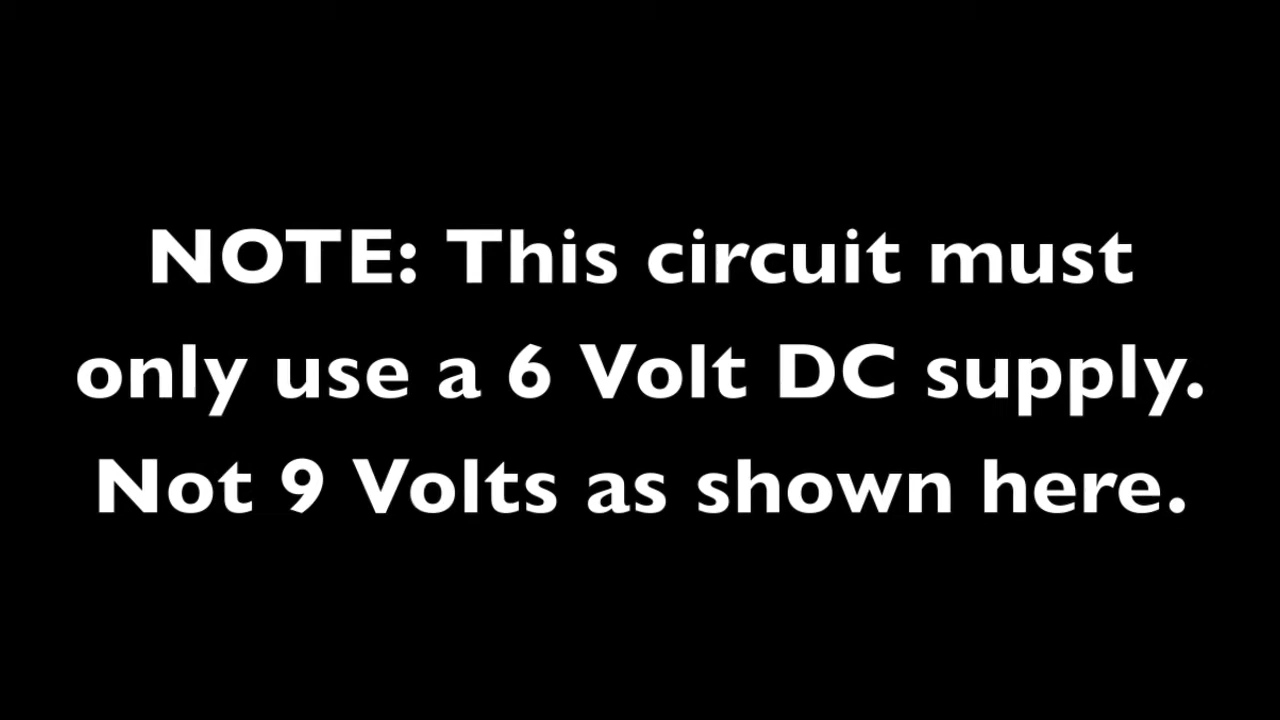 NOTE: This circuit must
only use a 6 Volt DC supply.
Not 9 Volts as shown here.